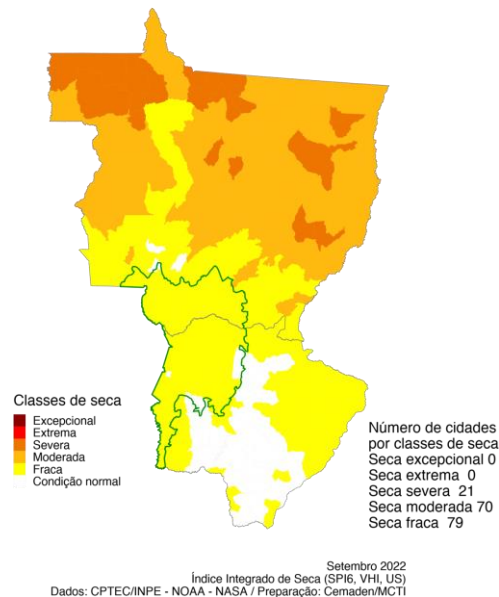 Classes de seca
Excepcional
Extrema
Severa
Moderada
Fraca
Condição normal
Número de cidades
por classes de seca
Seca excepcional 0
Seca extrema 0
Seca severa 21
Seca moderada 70
Seca fraca 79
Setembro 2022
Índice Integrado de Seca (SPI6, VHI, US)
Dados: CPTEC/INPE - NOAA - NASA / Preparação: Cemaden/MCTI